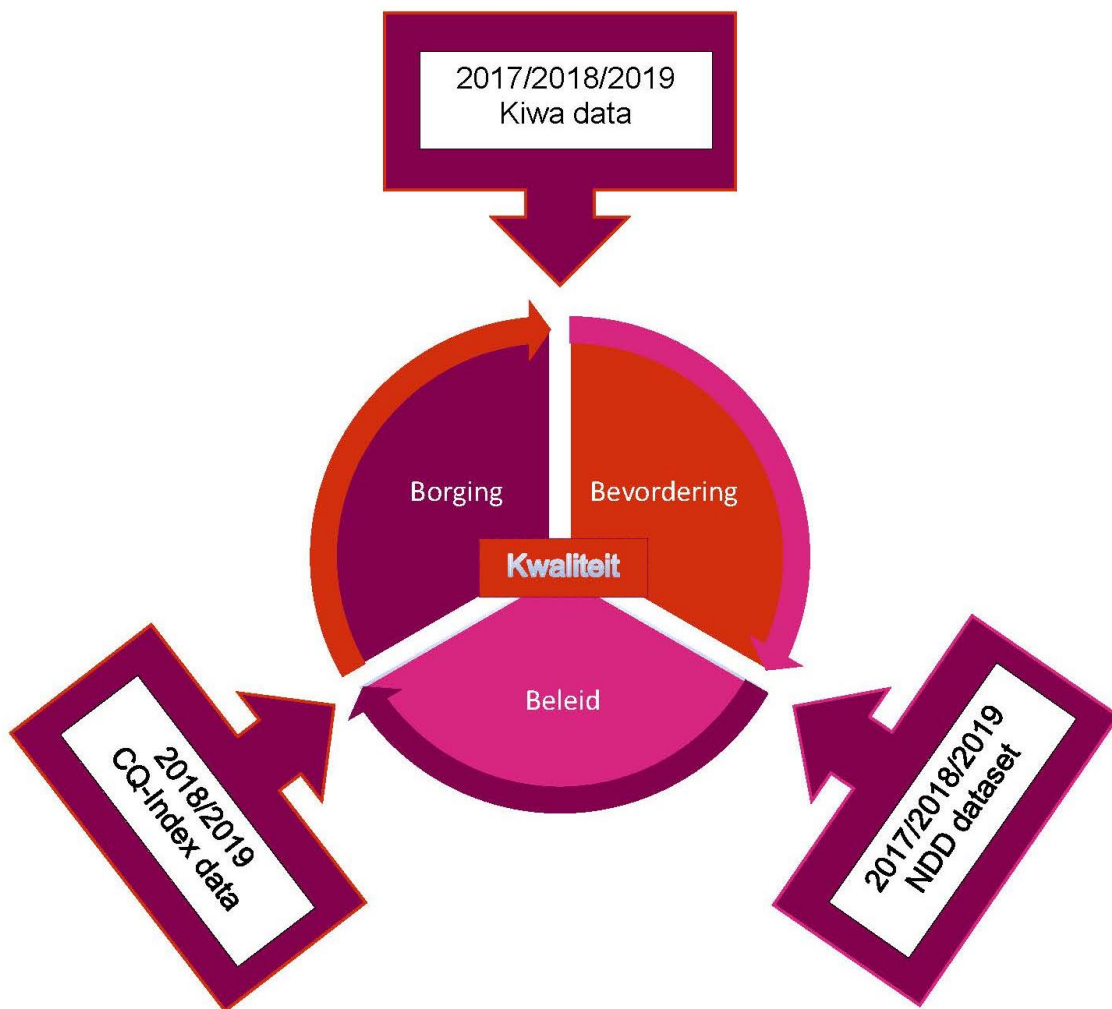 2017/2018/2019
Kiwa data
Borging
Bevordering
Kwaliteit
Beleid
2018/2019
CQ-Index data
2017/2018/2019
NDD dataset